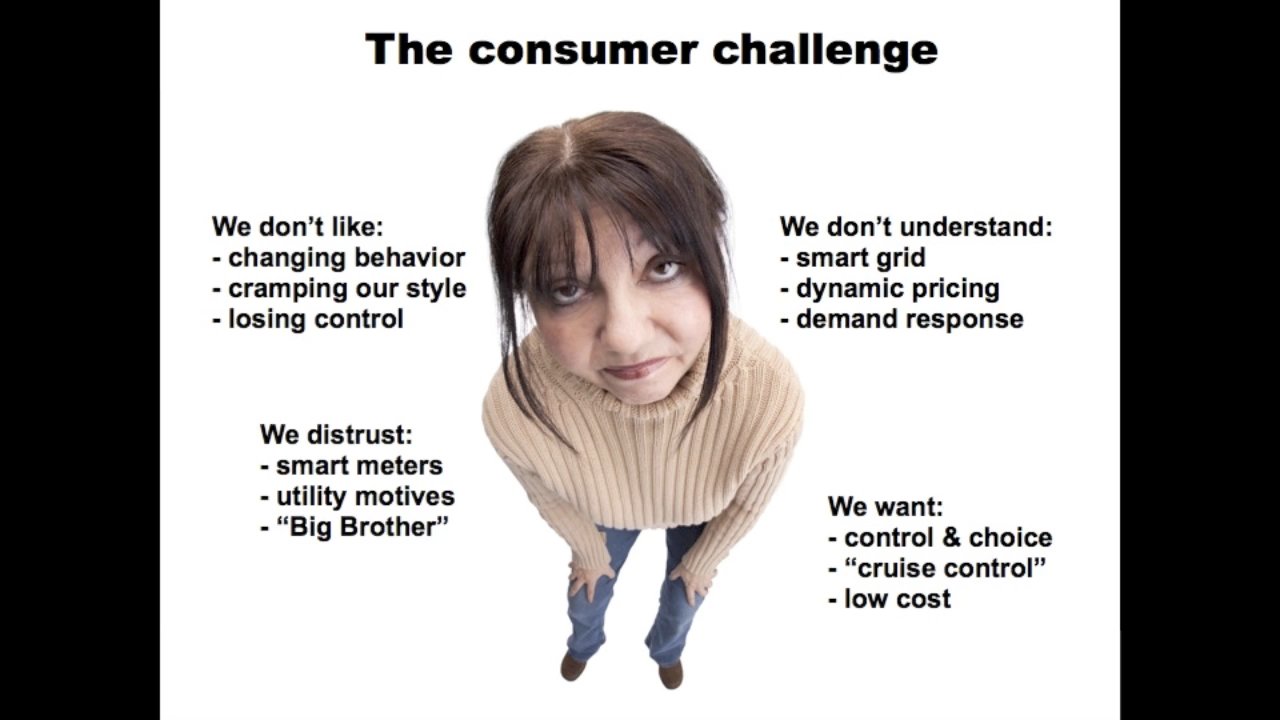 The consumer challenge
We don’t like:
- changing behavior
- cramping our style
- losing control
We don’t understand:
- smart grid
- dynamic pricing
- demand response
We distrust:
- smart meters
- utility motives
- “Big Brother”
We want:
- control & choice
- “cruise control”
- low cost